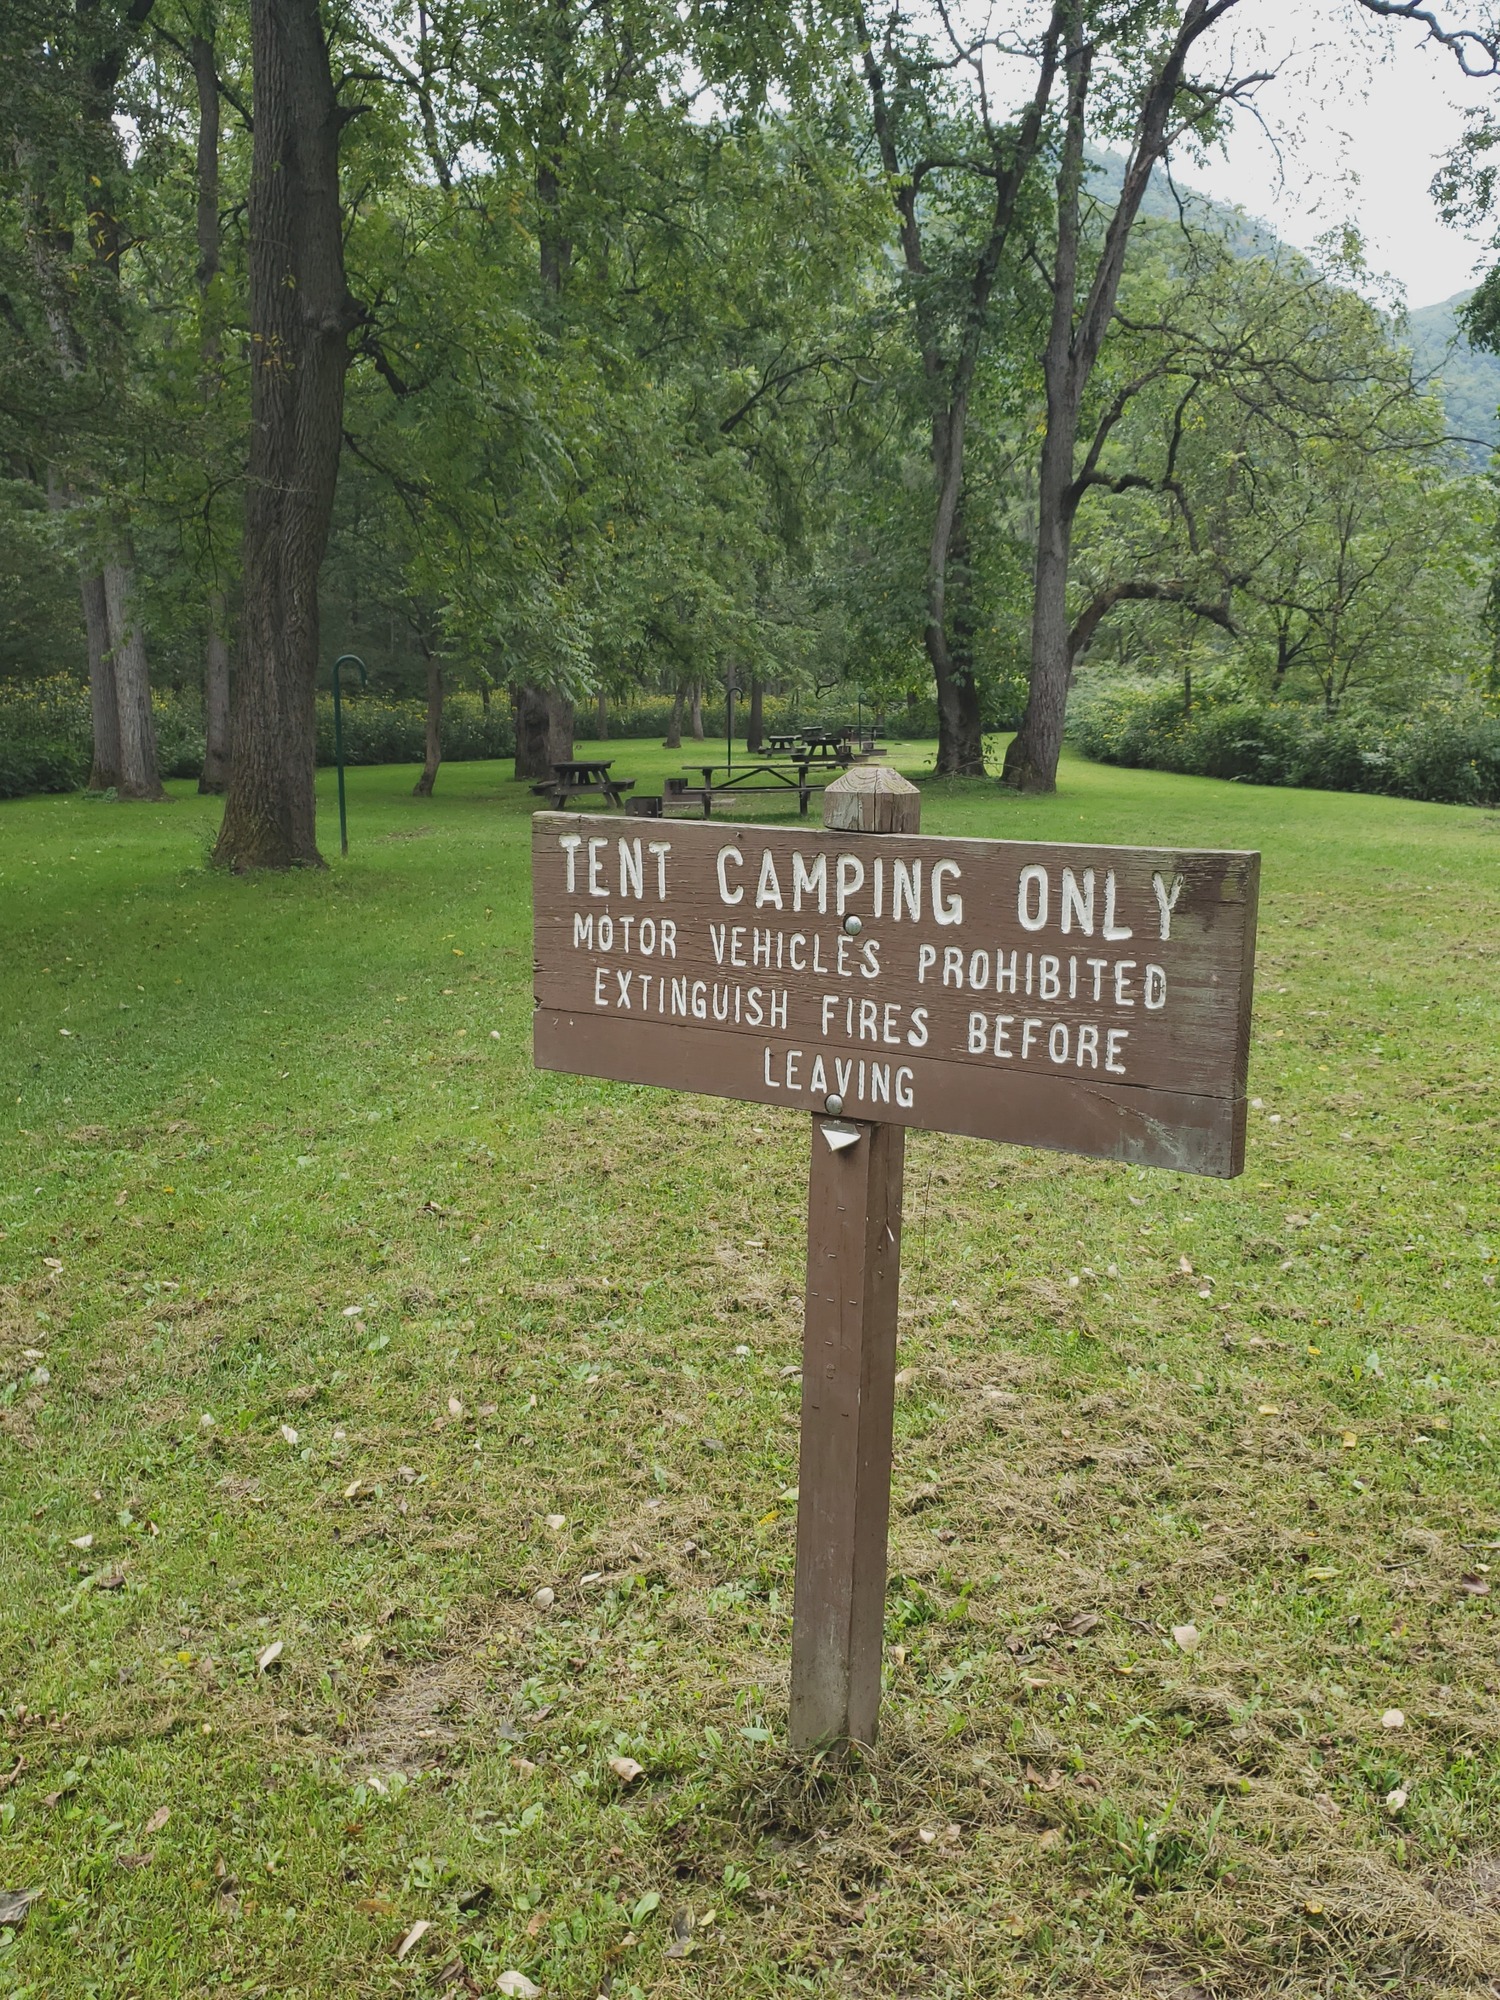 TENT CAMPING ONLY
MOTOR VEHICLES PROHIBITED
EXTINGUISH FIRES BEFORE
LEAVING